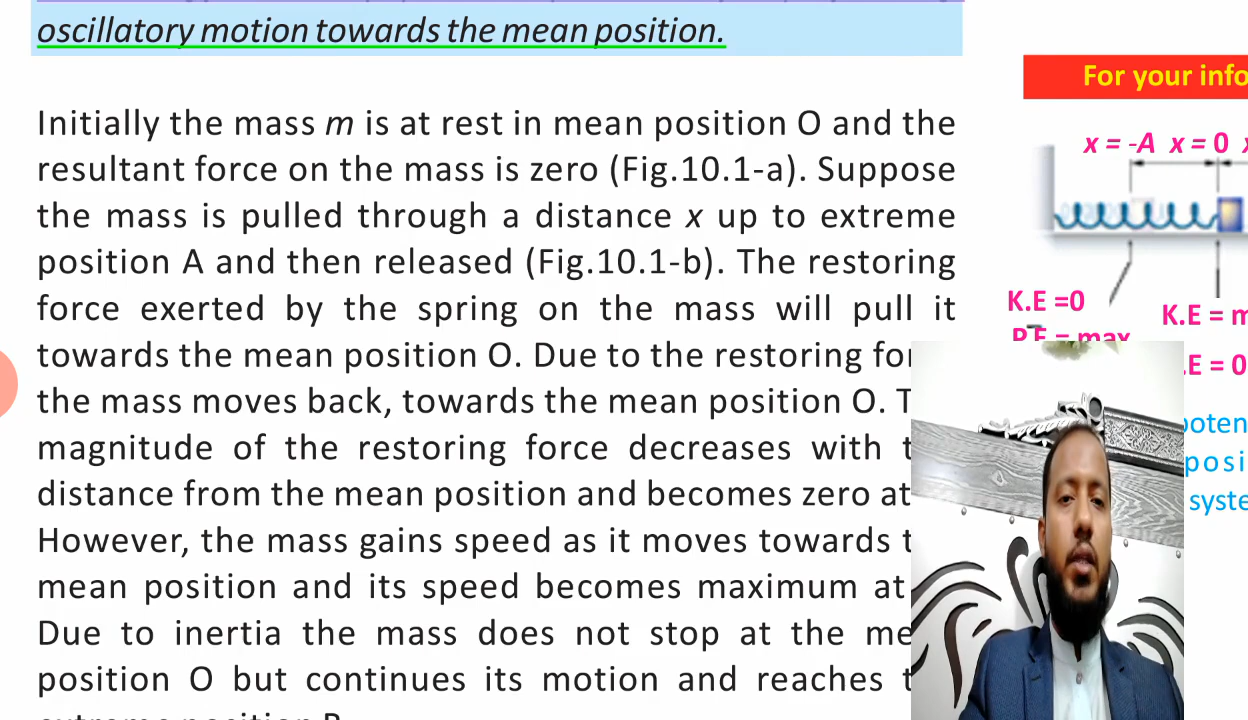 oscillatory motion towards the mean position.
Initially the mass m is at rest in mean position O and the
resultant force on the mass is zero (Fig.10.1-a). Suppose
the mass is pulled through a distance x up to extreme
position A and then released (Fig.10.1-b). The restoring
force exerted by the spring on the mass will pull it
towards the mean position O. Due to the restoring
the mass moves back, towards the mean position O.
magnitude of the restoring force decreases with
distance from the mean position and becomes zero at
However, the mass gains speed as it moves towards
mean position and its speed becomes maximum at
Due to inertia the mass does not stop at the
position O but continues its motion and reaches
For your
x = -A x = 0
K.E =0
P.E = max
K.E =
.E = 0